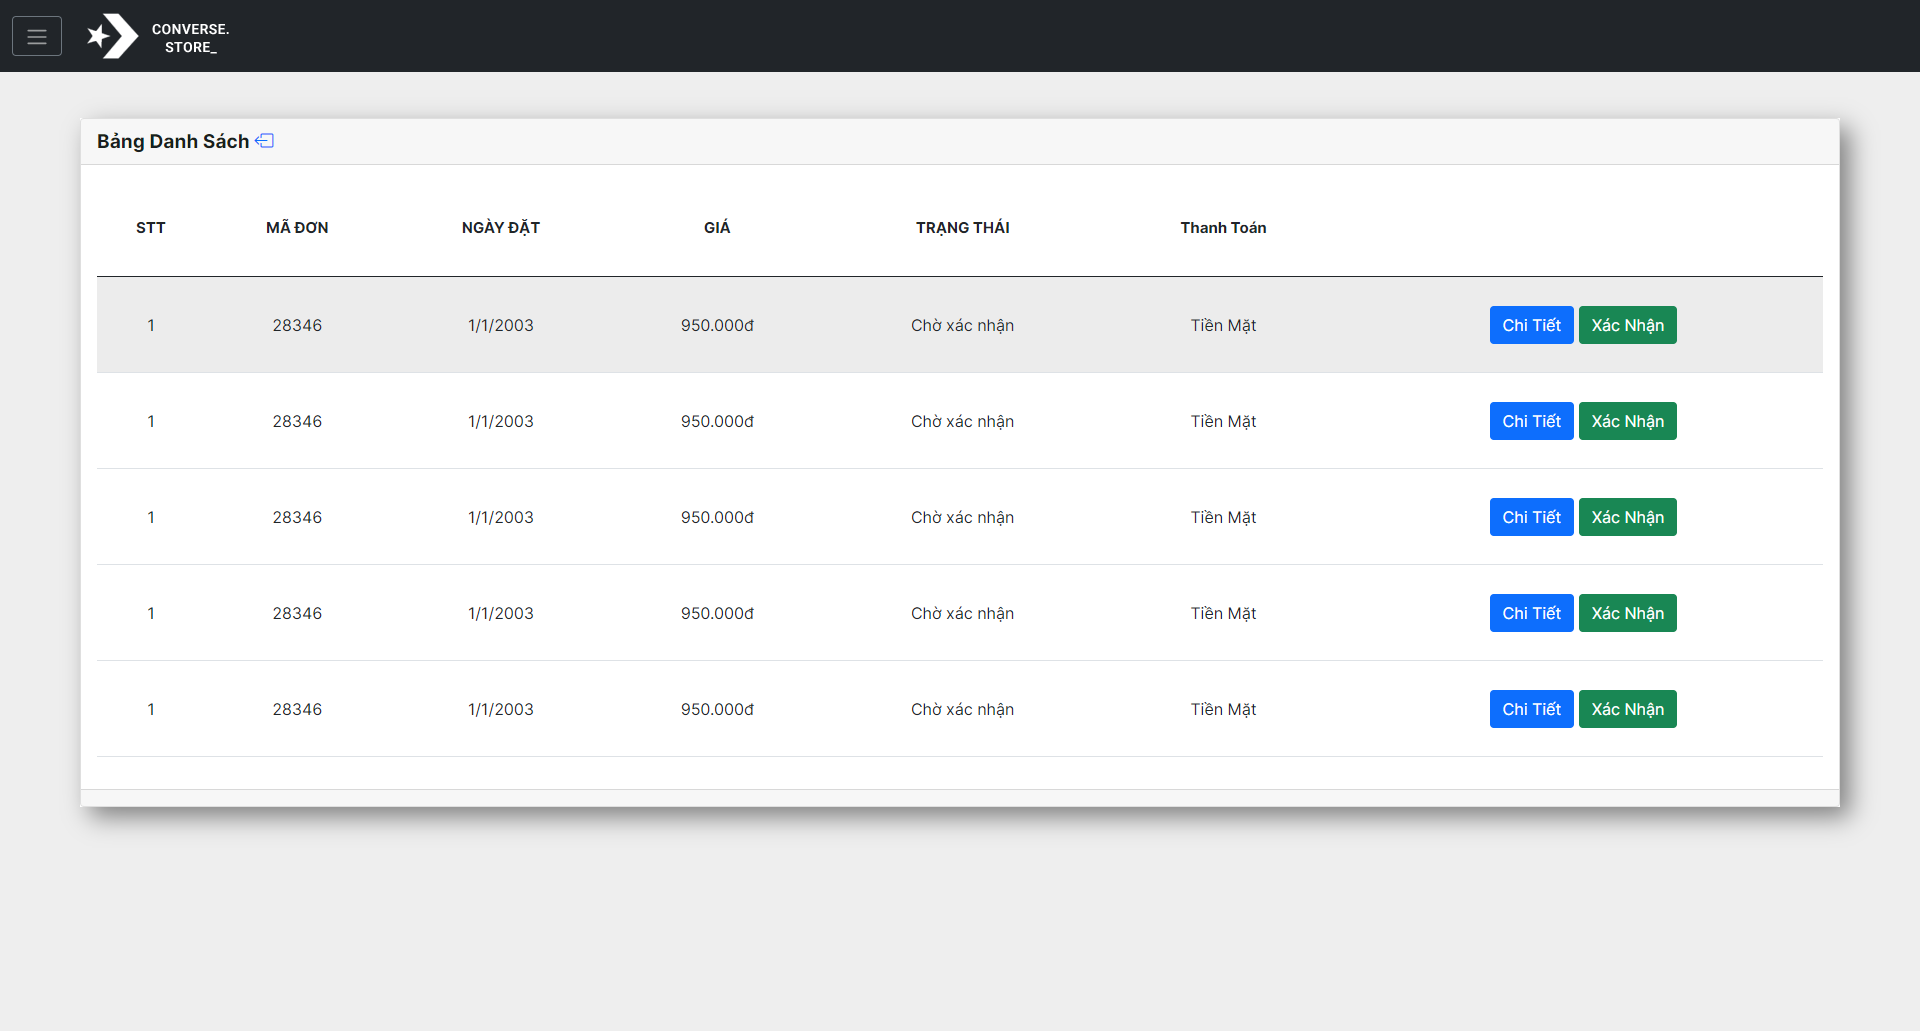 CONVERSE.
STORE_
Bảng Danh Sách
STT MÃ ĐƠN NGÀY ĐẶT GIÁ TRẠNG THÁI Thanh Toán
1 28346 1/1/2003 950.000đ Chờ xác nhận Tiền Mặt Chi Tiết Xác Nhận
1 28346 1/1/2003 950.000đ Chờ xác nhận Tiền Mặt Chi Tiết Xác Nhận
1 28346 1/1/2003 950.000đ Chờ xác nhận Tiền Mặt Chi Tiết Xác Nhận
1 28346 1/1/2003 950.000đ Chờ xác nhận Tiền Mặt Chi Tiết Xác Nhận
1 28346 1/1/2003 950.000đ Chờ xác nhận Tiền Mặt Chi Tiết Xác Nhận